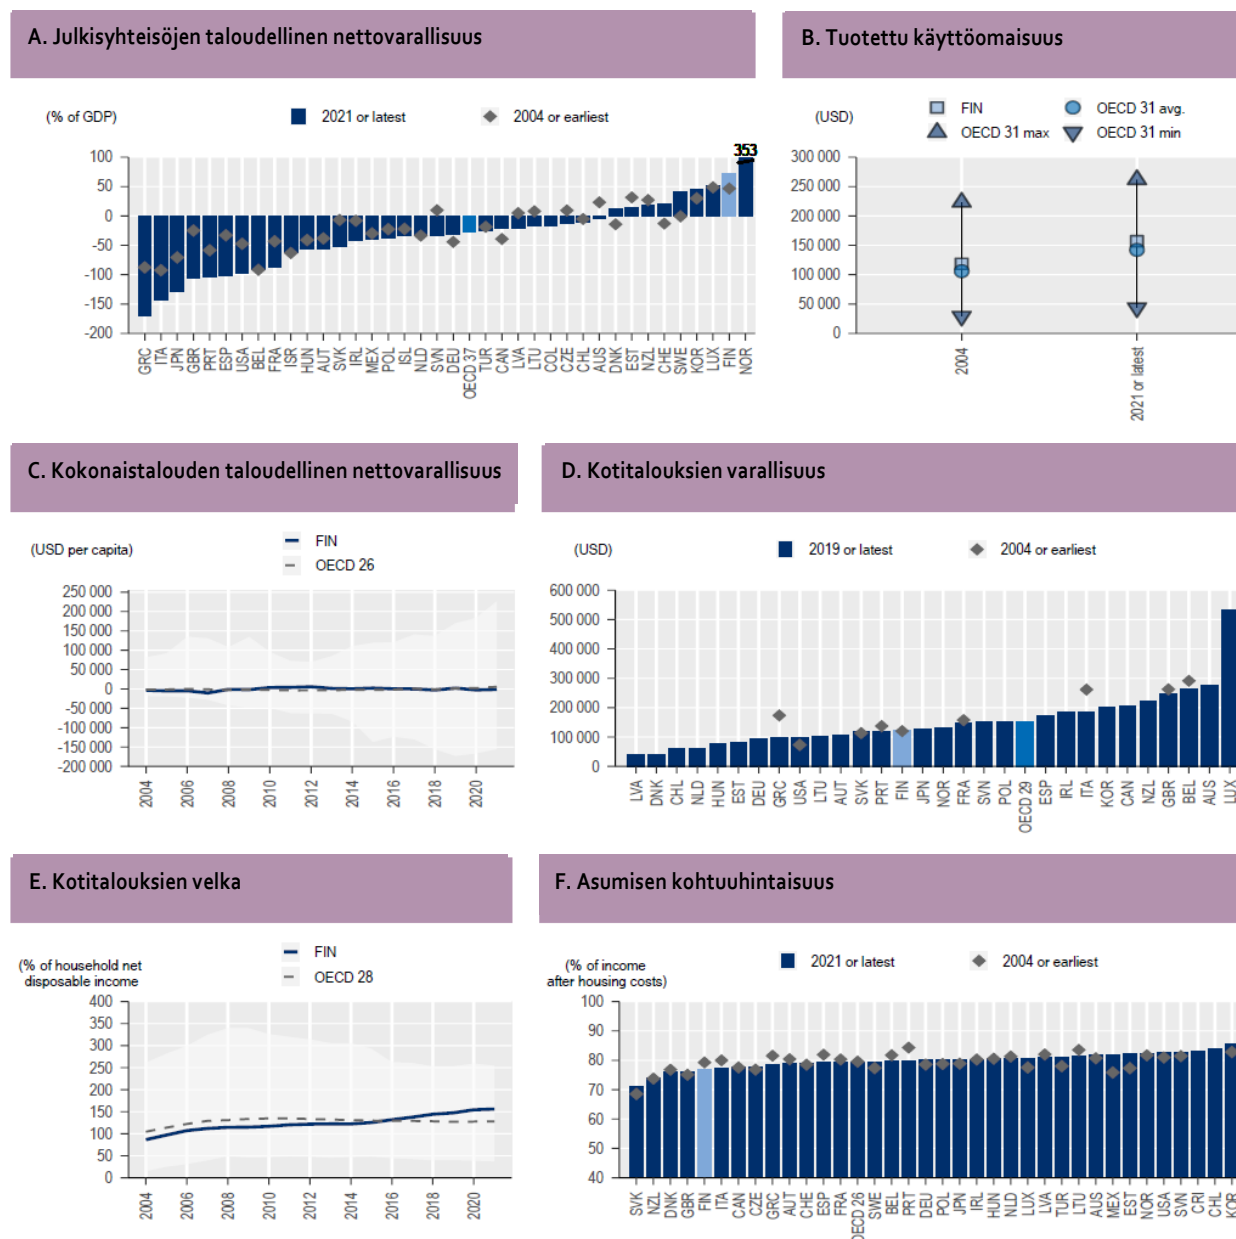 A. Julkisyhteisöjen taloudellinen nettovarallisuus
(% of GDP)
2021 or latest
2004 or earliest
353
100
50
0
-50
-100
-150
-200
GRC ITA JPN GBR PRT ESP USA BEL FRA ISR HUN AUT SVK IRL MEX POL ISL NLD SVN DEU OECD 37 TUR CAN LVA LTU COL CZE CHL AUS DNK EST NZL CHE SWE KOR LUX FIN NOR
B. Tuotettu käyttöomaisuus
(USD)
FIN
OECD 31 avg.
OECD 31 max
OECD 31 min
300 000
250 000
200 000
150 000
100 000
50 000
0
2004
2021 or latest
C. Kokonaistalouden taloudellinen nettovarallisuus
(USD per capita)
FIN
OECD 26
250 000
200 000
150 000
100 000
50 000
0
-50 000
-100 000
-150 000
-200 000
2004 2006 2008 2010 2012 2014 2016 2018 2020
D. Kotitalouksien varallisuus
(USD)
2019 or latest
2004 or earliest
600 000
500 000
400 000
300 000
200 000
100 000
0
LVA DNK CHL NLD HUN EST DEU GRC USA LTU AUT SVK PRT FIN JPN NOR FRA SVN POL OECD 29 ESP IRL ITA KOR CAN NZL GBR BEL AUS LUX
E. Kotitalouksien velka
(% of household net
disposable income
FIN
OECD 28
400
350
300
250
200
150
100
50
0
2004 2006 2008 2010 2012 2014 2016 2018 2020
F. Asumisen kohtuuhintaisuus
(% of income
after housing costs)
2021 or latest
2004 or earliest
100
90
80
70
60
50
40
SVK NZL DNK GBR FIN ITA CAN CZE GRC AUT CHE ESP FRA OECD 26 SWE BEL PRT DEU POL JPN IRL HUN NLD LUX LVA TUR LTU AUS MEX EST NOR USA SVN CRI CHL KOR